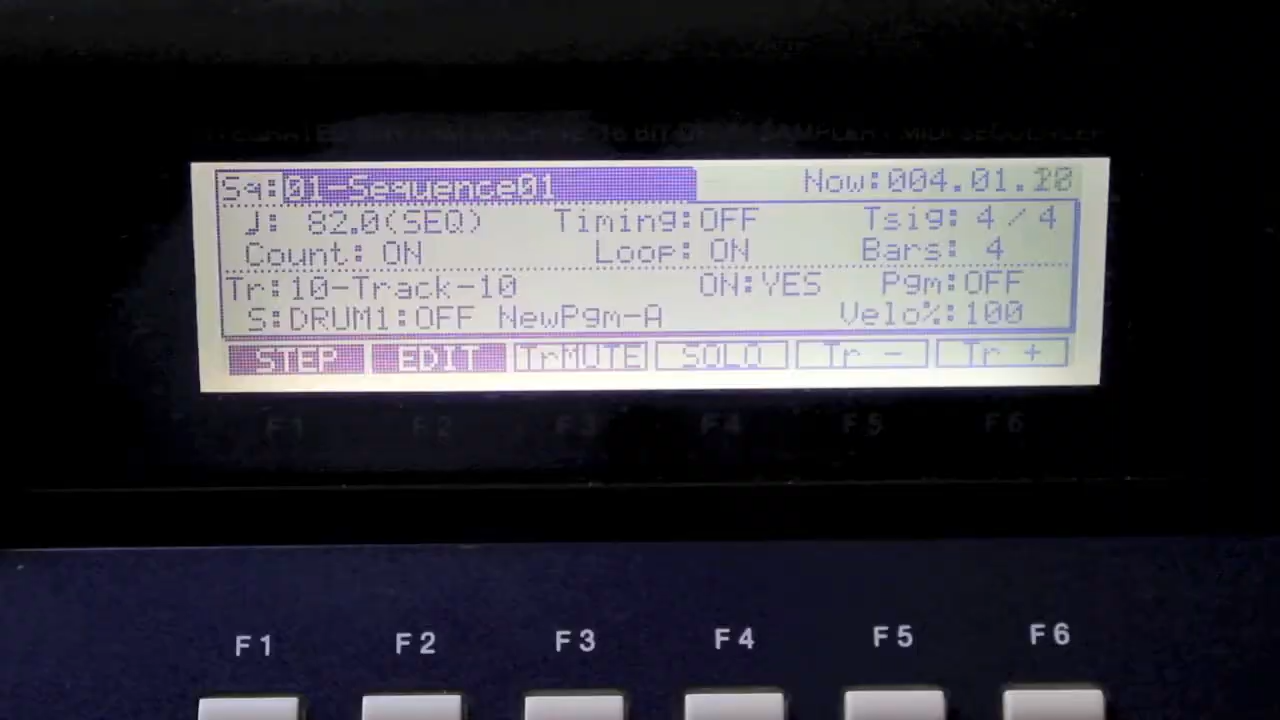 Sq:01-Sequence01 Now:004.01.
♩: 82.0(SEQ) Timing:OFF Tsig: 4/4
Count: ON Loop: ON Bars: 4
Tr:10-Track-10 ON:YES Pgm:OFF
S:DRUM1:OFF NewPgm-A Velo%:100
STEP EDIT TrMUTE SOLO Tr - Tr +
F1 F2 F3 F4 F5 F6
F1 F2 F3 F4 F5 F6